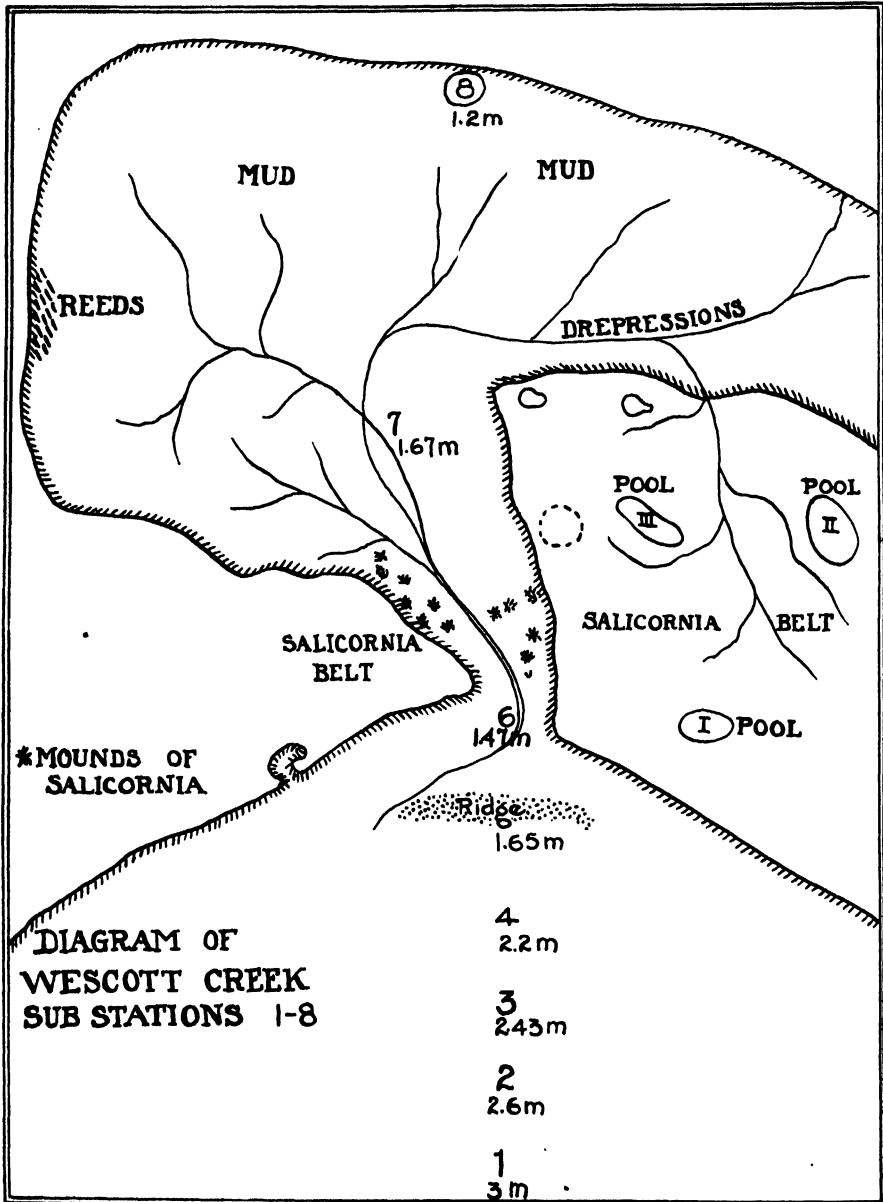 8
1.2m
MUD
MUD
REEDS
DREPRESSIONS
7
1.67m
POOL
III
POOL
II
SALICORNIA
BELT
SALICORNIA
BELT
6
1.47m
I POOL
*MOUNDS OF
SALICORNIA
Ridge
1.65m
4
2.2m
DIAGRAM OF
WESCOTT CREEK
SUB STATIONS 1-8
3
2.43m
2
2.6m
1
3m